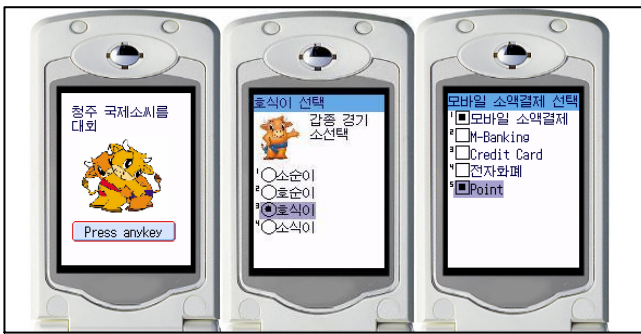 청주 국제소씨름
대회
Press anykey
호식이 선택
갑종 경기
소선택
1 소순이
2 호순이
3 호식이
4 소식이
모바일 소액결제 선택
1 모바일 소액결제
2 M-Banking
3 Credit Card
4 전자화폐
5 Point